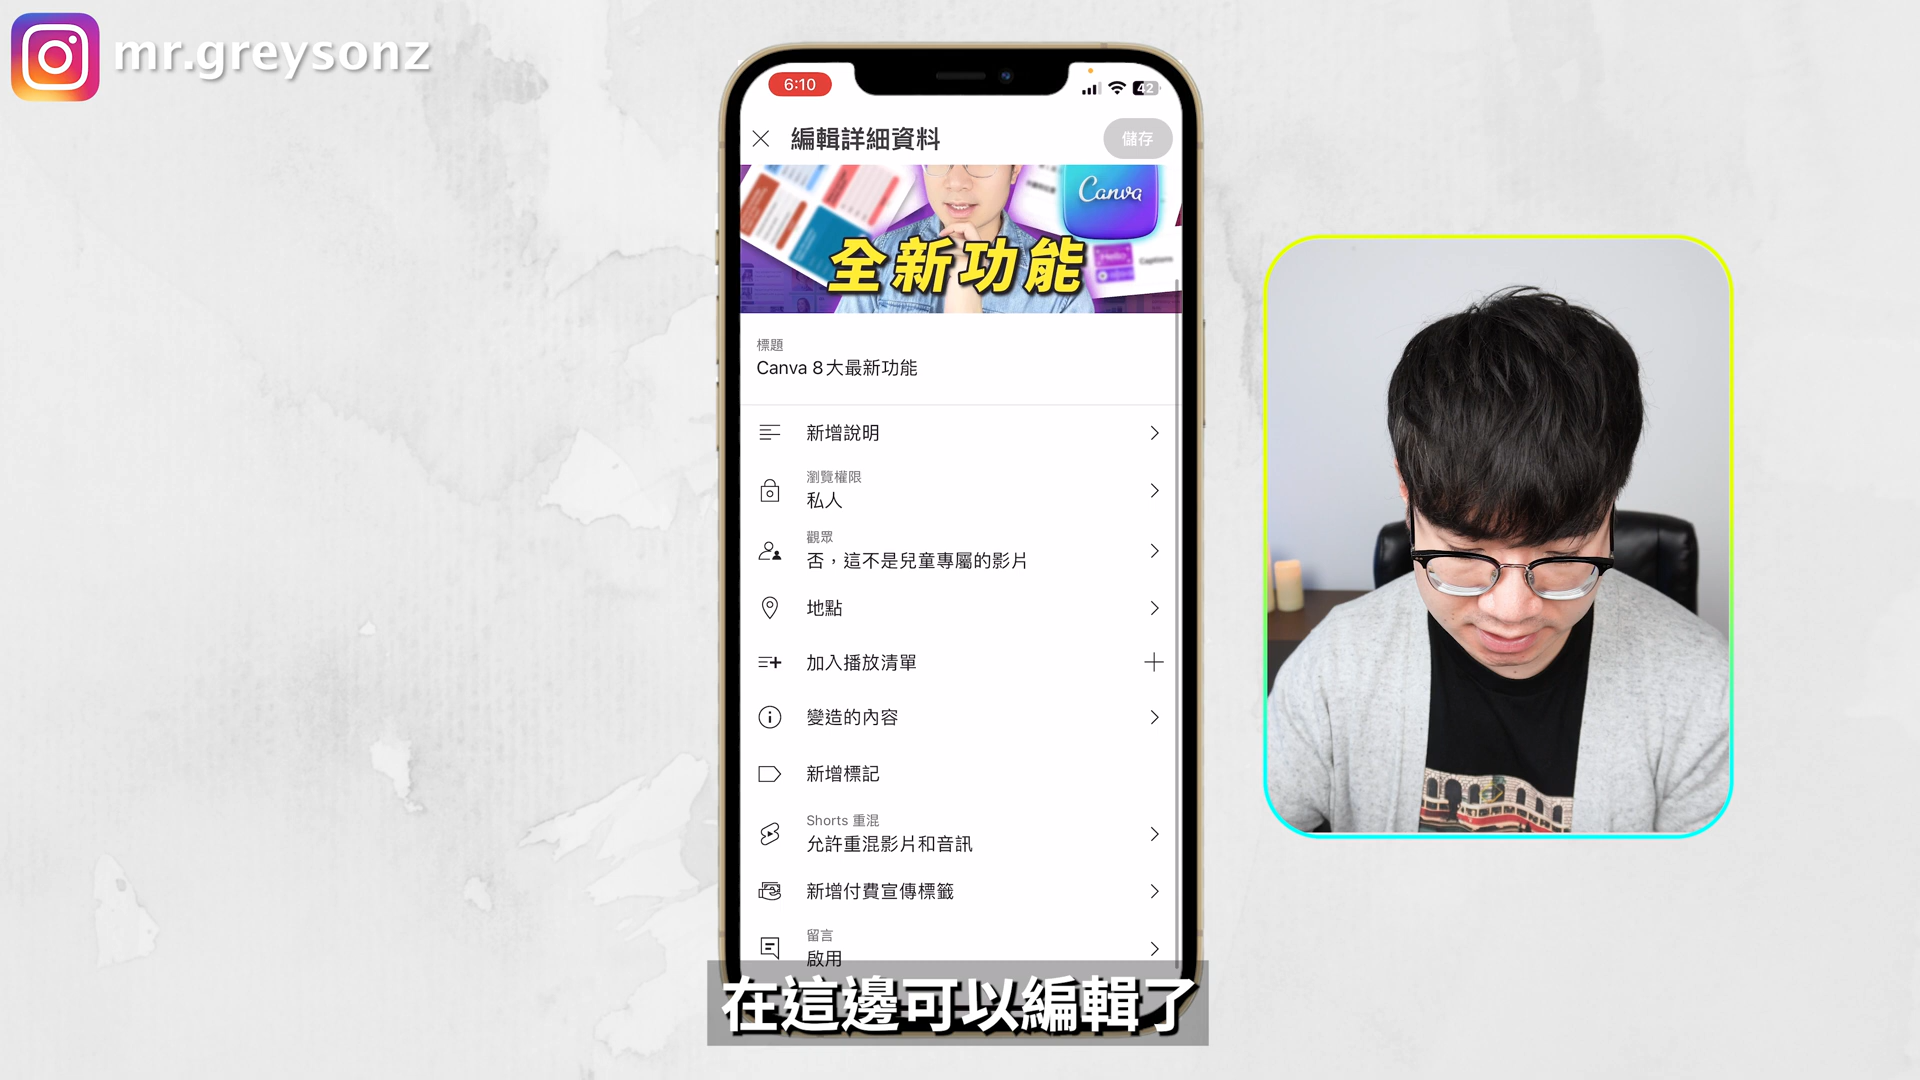 mr.greysonz
6:10
42
編輯詳細資料
儲存
Canva
全新功能
Captions
標題
Canva 8大最新功能
新增說明
瀏覽權限
私人
觀眾
否，這不是兒童專屬的影片
地點
加入播放清單
變造的內容
新增標記
Shorts 重混
允許重混影片和音訊
新增付費宣傳標籤
留言
啟用
在這邊可以編輯了